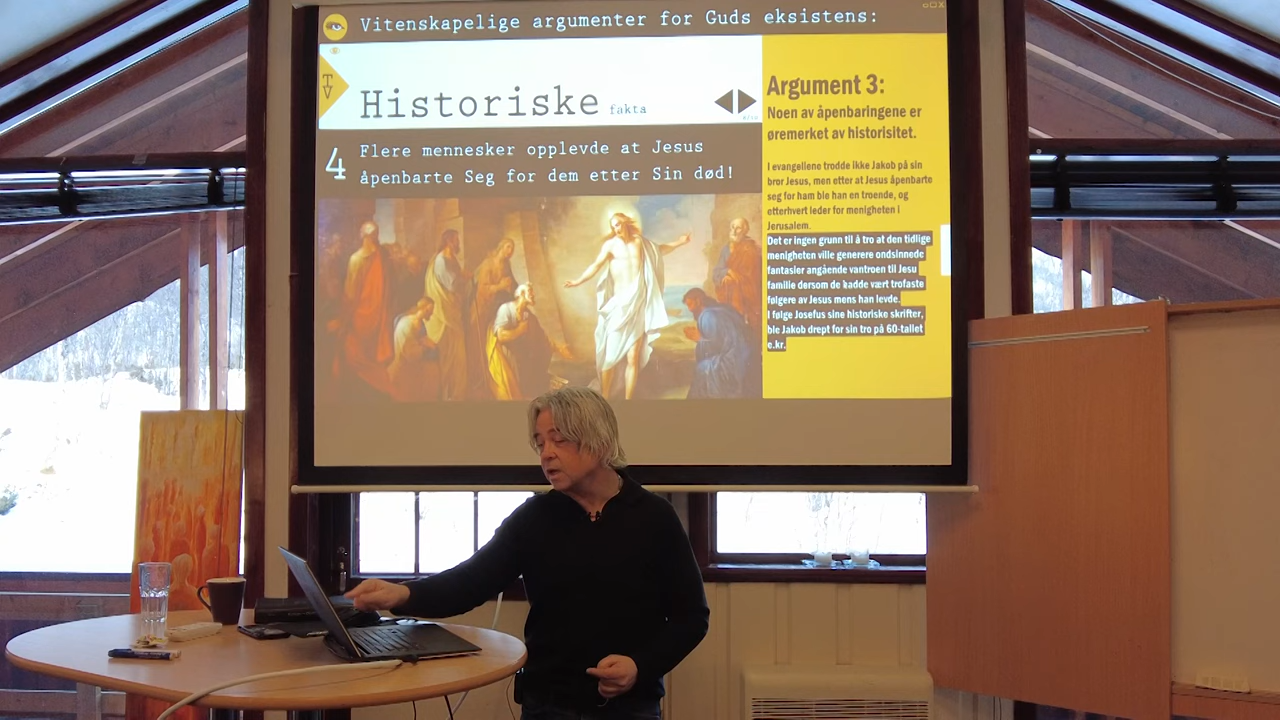 Vitenskapelige argumenter for Guds eksistens:
TV
Historiske fakta
4
Flere mennesker opplevde at Jesus
åpenbarte Seg for dem etter Sin død!
Argument 3:
Noen av åpenbaringene er
øremerket av historisitet.
I evangeliene trodde ikke Jakob på sin
bror Jesus, men etter at Jesus åpenbarte
seg for ham ble han en troende, og
etterhvert leder for menigheten i
Jerusalem.
Det er ingen grunn til å tro at den tidlige
menigheten ville generere ondsinnede
fantasier angående vantroen til Jesu
familie dersom de hadde vært trofaste
følgere av Jesus mens han levde.
I følge Josefus sine historiske skrifter,
ble Jakob drept for sin tro på 60-tallet
e.kr.